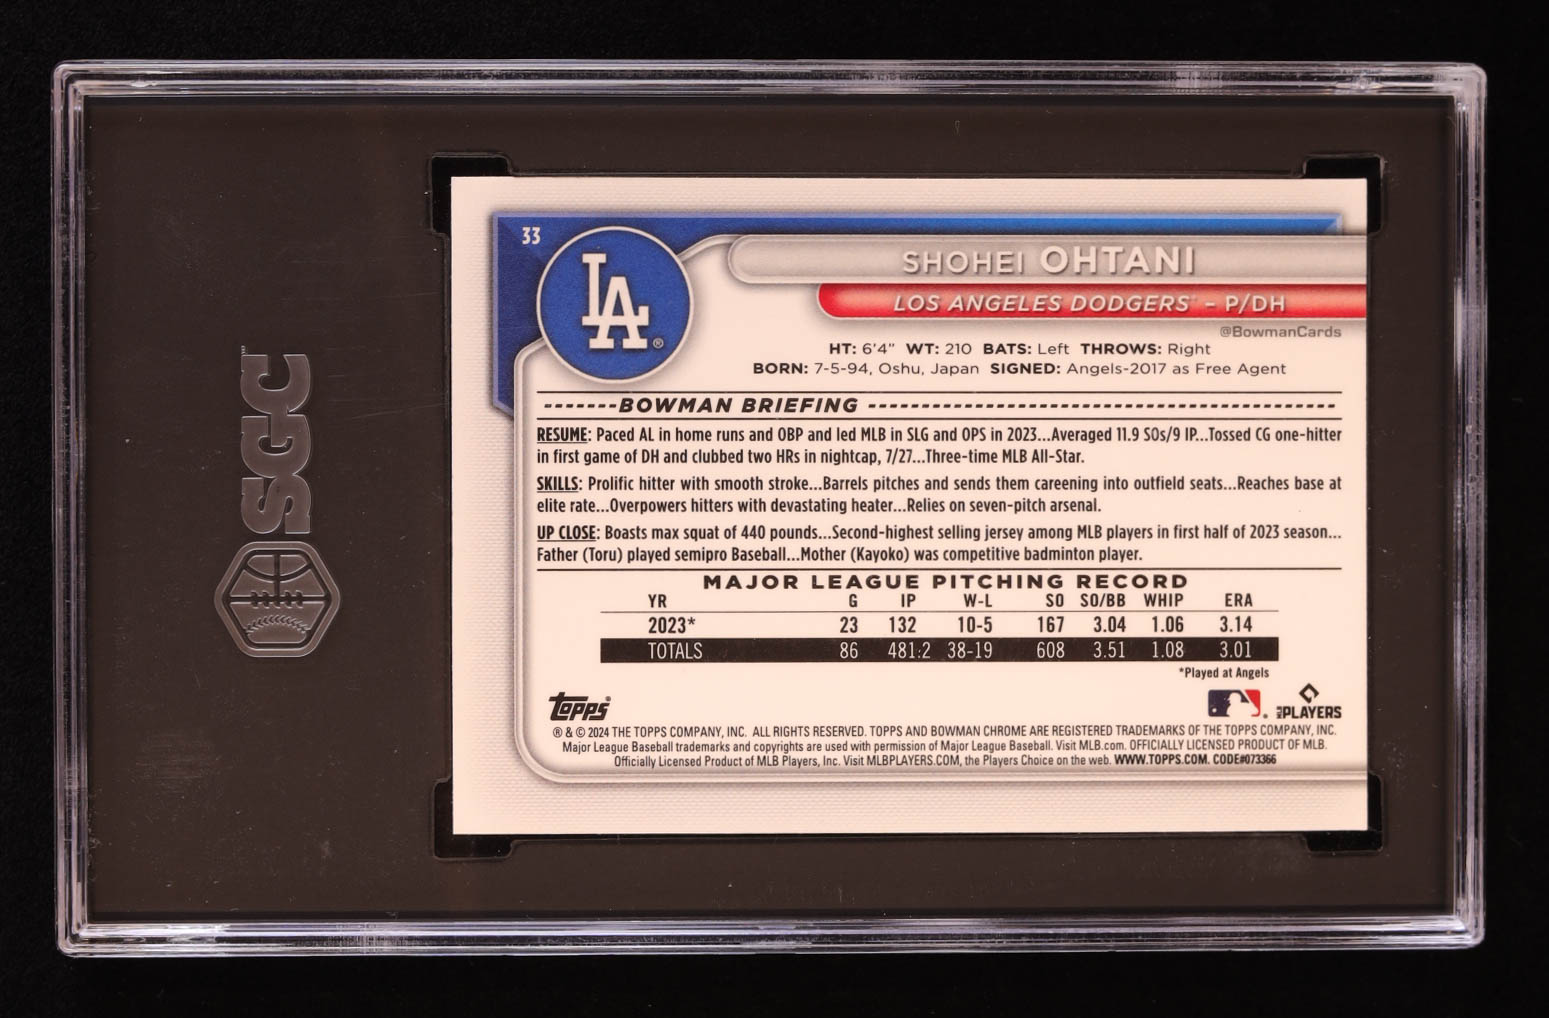 SGC™
33
LA®
SHOHEI OHTANI
LOS ANGELES DODGERS™ – P/DH
@BowmanCards
HT: 6'4" WT: 210 BATS: Left THROWS: Right
BORN: 7-5-94, Oshu, Japan SIGNED: Angels-2017 as Free Agent
BOWMAN BRIEFING
RESUME: Paced AL in home runs and OBP and led MLB in SLG and OPS in 2023...Averaged 11.9 SOs/9 IP...Tossed CG one-hitter
in first game of DH and clubbed two HRs in nightcap, 7/27...Three-time MLB All-Star.
SKILLS: Prolific hitter with smooth stroke...Barrels pitches and sends them careening into outfield seats...Reaches base at
elite rate...Overpowers hitters with devastating heater...Relies on seven-pitch arsenal.
UP CLOSE: Boasts max squat of 440 pounds...Second-highest selling jersey among MLB players in first half of 2023 season...
Father (Toru) played semipro Baseball...Mother (Kayoko) was competitive badminton player.
MAJOR LEAGUE PITCHING RECORD
YR G IP W-L SO SO/BB WHIP ERA
2023* 23 132 10-5 167 3.04 1.06 3.14
TOTALS 86 481:2 38-19 608 3.51 1.08 3.01
*Played at Angels
Topps®
PLAYERS
® & © 2024 THE TOPPS COMPANY, INC. ALL RIGHTS RESERVED. TOPPS AND BOWMAN CHROME ARE REGISTERED TRADEMARKS OF THE TOPPS COMPANY, INC.
Major League Baseball trademarks and copyrights are used with permission of Major League Baseball. Visit MLB.com. OFFICIALLY LICENSED PRODUCT OF MLB.
Officially Licensed Product of MLB Players, Inc. Visit MLBPLAYERS.COM, the Players Choice on the web. WWW.TOPPS.COM. CODE#073366